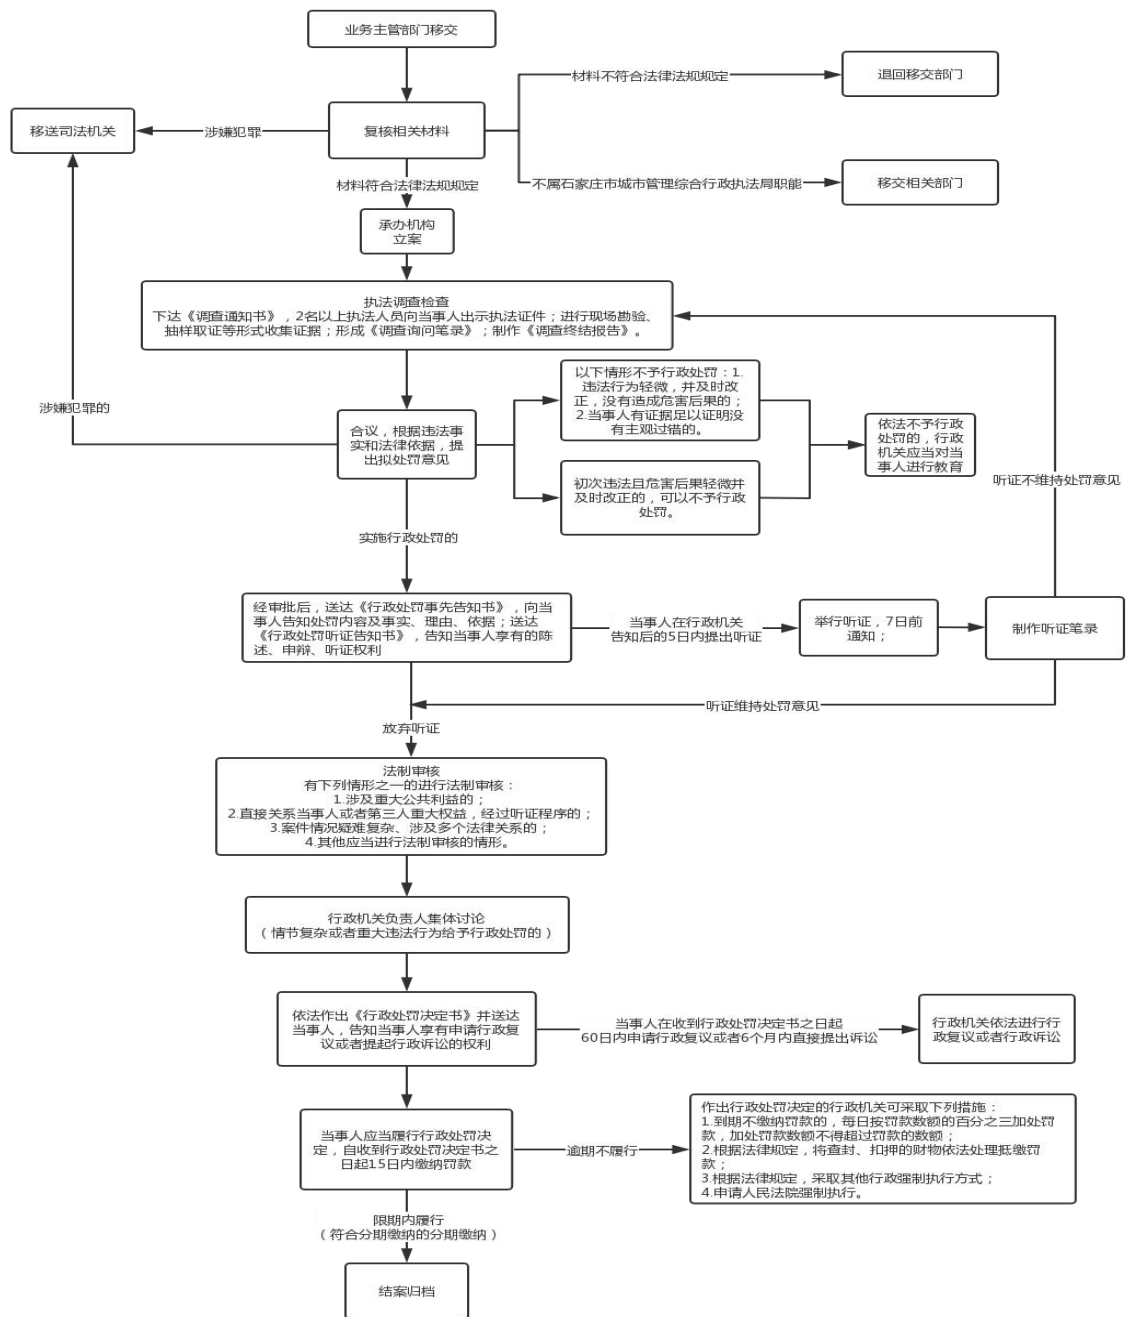 业务主管部门移交
材料不符合法律法规规定
退回移交部门
移送司法机关
涉嫌犯罪
复核相关材料
材料符合法律法规规定
不属石家庄市城市管理综合行政执法局职能
移交相关部门
承办机构
立案
执法调查检查
下达《调查通知书》，2名以上执法人员向当事人出示执法证件；进行现场勘验、
抽样取证等形式收集证据；形成《调查询问笔录》；制作《调查终结报告》。
涉嫌犯罪的
合议，根据违法事
实和法律依据，提
出拟处罚意见
以下情形不予行政处罚：1.
违法行为轻微，并及时改
正，没有造成危害后果的；
2.当事人有证据足以证明没
有主观过错的。
初次违法且危害后果轻微并
及时改正的，可以不予行政
处罚。
依法不予行政
处罚的，行政
机关应当对当
事人进行教育
听证不维持处罚意见
实施行政处罚的
经审批后，送达《行政处罚事先告知书》，向当
事人告知处罚内容及事实、理由、依据；送达
《行政处罚听证告知书》，告知当事人享有的陈
述、申辩、听证权利
当事人在行政机关
告知后的5日内提出听证
举行听证，7日前
通知；
制作听证笔录
听证维持处罚意见
放弃听证
法制审核
有下列情形之一的进行法制审核：
1.涉及重大公共利益的；
2.直接关系当事人或者第三人重大权益，经过听证程序的；
3.案件情况疑难复杂、涉及多个法律关系的；
4.其他应当进行法制审核的情形。
行政机关负责人集体讨论
（情节复杂或者重大违法行为给予行政处罚的）
依法作出《行政处罚决定书》并送达
当事人，告知当事人享有申请行政复
议或者提起行政诉讼的权利
当事人在收到行政处罚决定书之日起
60日内申请行政复议或者6个月内直接提出诉讼
行政机关依法进行行
政复议或者行政诉讼
当事人应当履行行政处罚决
定，自收到行政处罚决定书之
日起15日内缴纳罚款
逾期不履行
作出行政处罚决定的行政机关可采取下列措施：
1.到期不缴纳罚款的，每日按罚款数额的百分之三加处罚
款，加处罚款数额不得超过罚款的数额；
2.根据法律规定，将查封、扣押的财物依法处理抵缴罚
款；
3.根据法律规定，采取其他行政强制执行方式；
4.申请人民法院强制执行。
限期内履行
（符合分期缴纳的分期缴纳）
结案归档